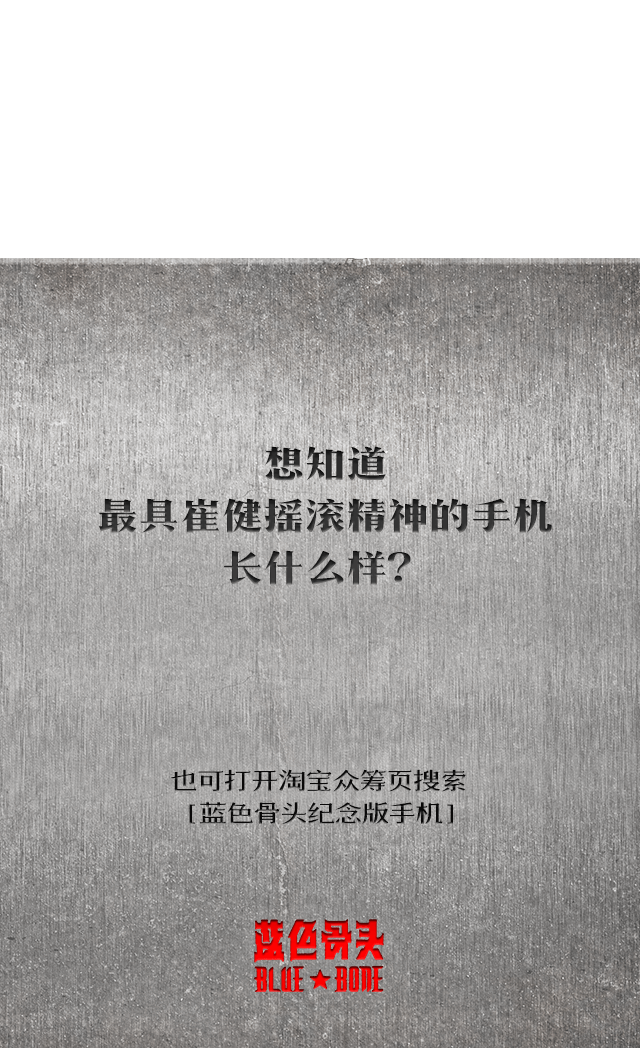 想知道
最具崔健摇滚精神的手机
长什么样？
也可打开淘宝众筹页搜索
[蓝色骨头纪念版手机]
蓝色骨头
BLUE★BONE